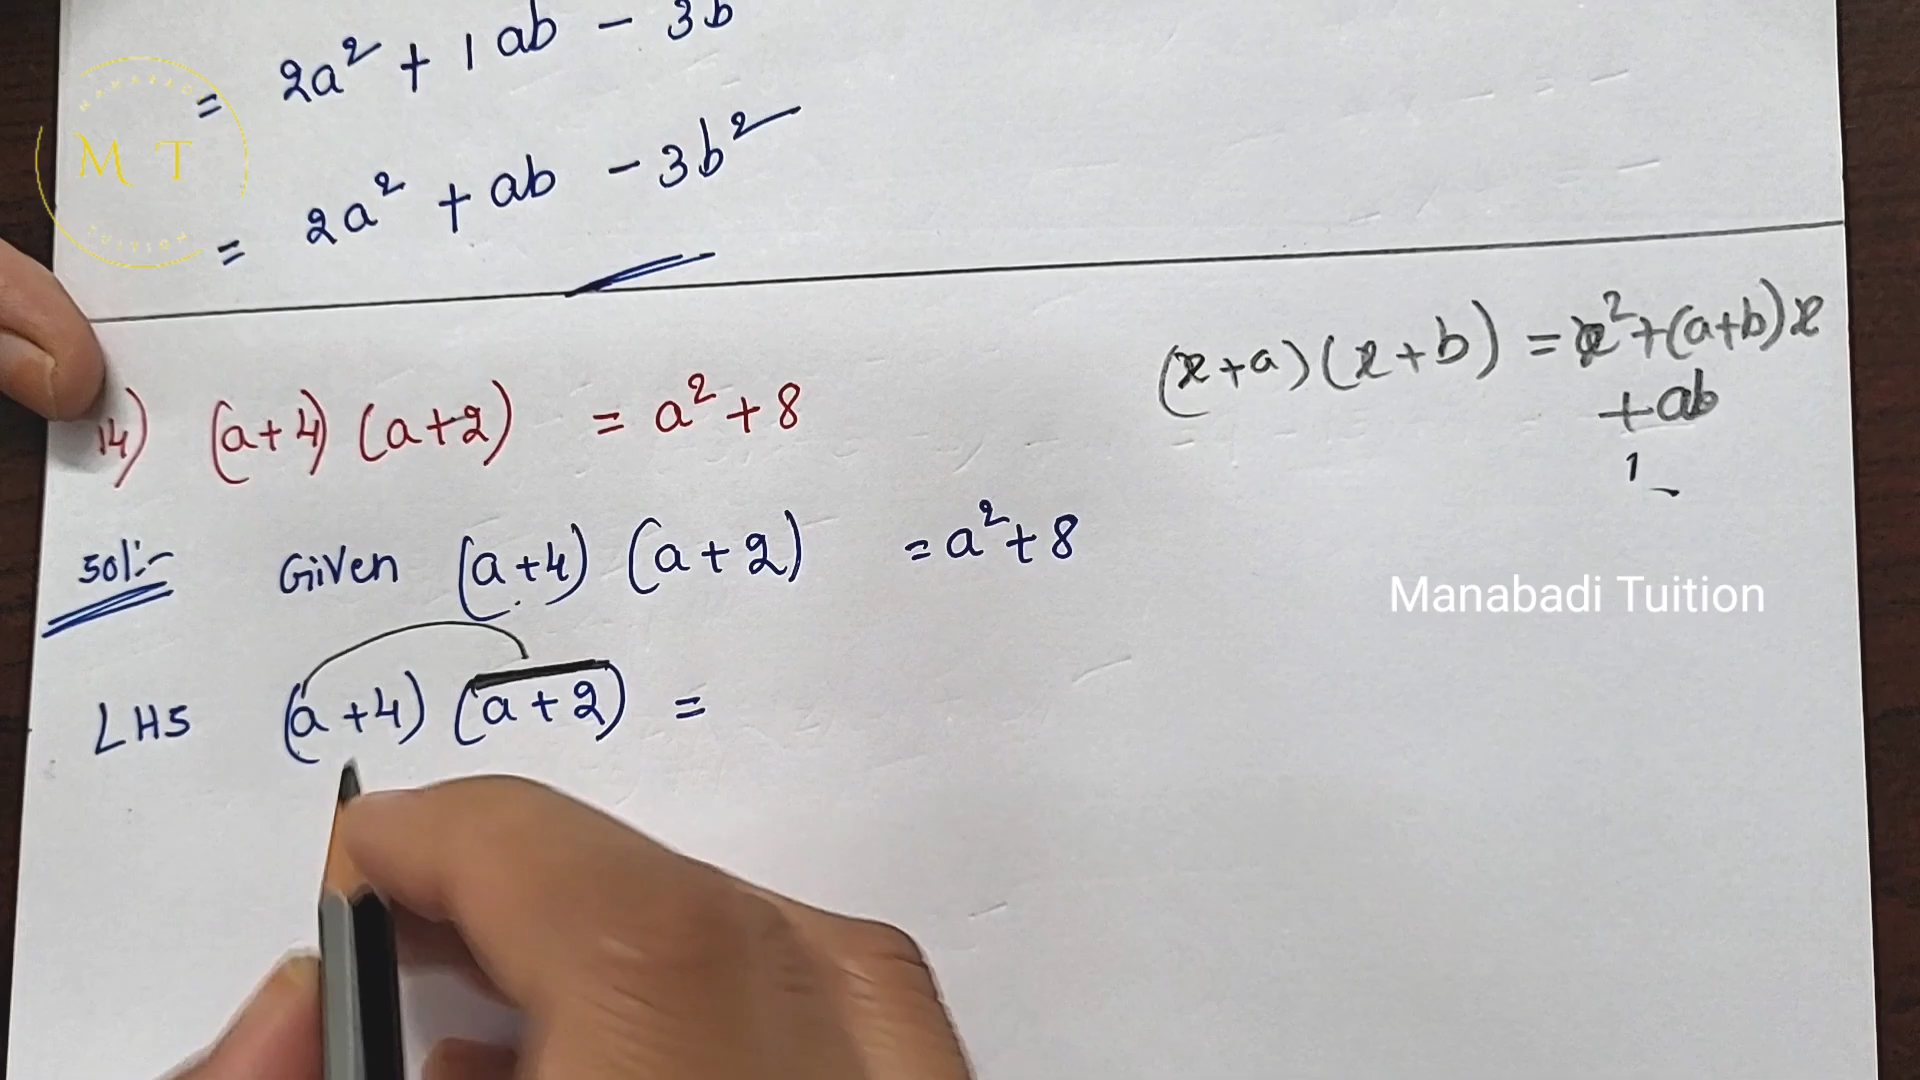 = 2a² + 1ab - 3b
= 2a² + ab - 3b²
M T
(x+a)(x+b) = x²+(a+b)x
+ab
14) (a+4) (a+2) = a²+8
Sol:- Given (a+4) (a+2) = a²+8
Manabadi Tuition
LHS (a+4) (a+2) =